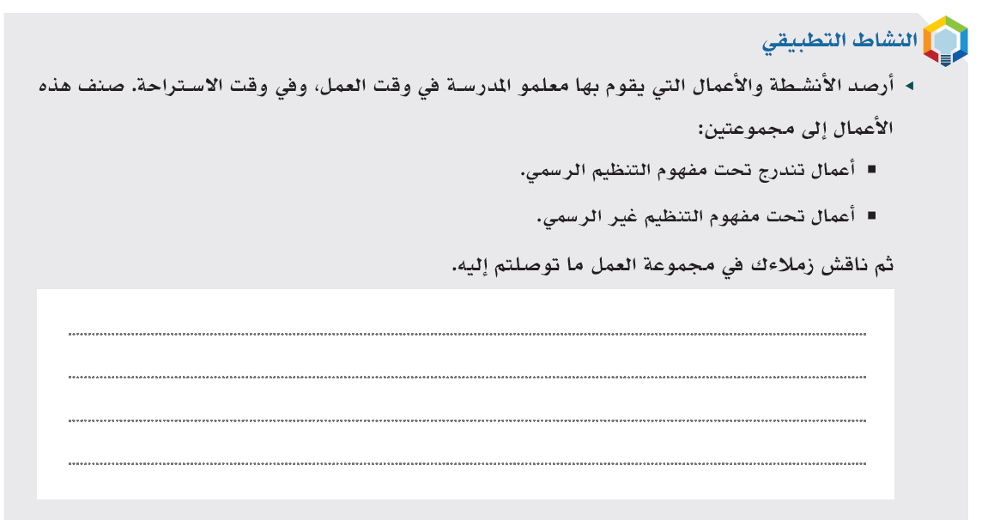 النشاط التطبيقي
◂ أرصد الأنشطة والأعمال التي يقوم بها معلمو المدرسة في وقت العمل، وفي وقت الاستراحة. صنف هذه
الأعمال إلى مجموعتين:
▪ أعمال تندرج تحت مفهوم التنظيم الرسمي.
▪ أعمال تحت مفهوم التنظيم غير الرسمي.
ثم ناقش زملاءك في مجموعة العمل ما توصلتم إليه.